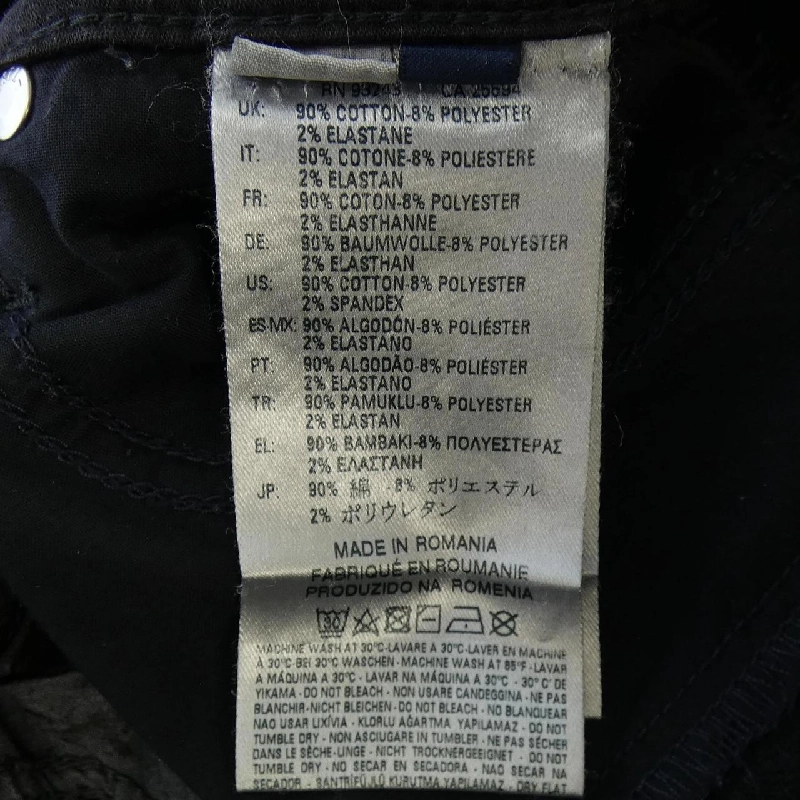 RN 93243 CA 26694
UK: 90% COTTON-8% POLYESTER
2% ELASTANE
IT: 90% COTONE-8% POLIESTERE
2% ELASTAN
FR: 90% COTON-8% POLYESTER
2% ELASTHANNE
DE: 90% BAUMWOLLE-8% POLYESTER
2% ELASTHAN
US: 90% COTTON-8% POLYESTER
2% SPANDEX
ES-MX: 90% ALGODÓN-8% POLIÉSTER
2% ELASTANO
PT: 90% ALGODÃO-8% POLIÉSTER
2% ELASTANO
TR: 90% PAMUKLU-8% POLYESTER
2% ELASTAN
EL: 90% BAMBAKI-8% ΠΟΛΥΕΣΤΕΡΑΣ
2% ΕΛΑΣΤΑΝΗ
JP: 90% 綿 -8% ポリエステル
2% ポリウレタン
MADE IN ROMANIA
FABRIQUÉ EN ROUMANIE
PRODUZIDO NA ROMENIA
30
MACHINE WASH AT 30°C-LAVARE A 30°C-LAVER EN MACHINE
À 30°C-BEI 30°C WASCHEN-MACHINE WASH AT 85°F-LAVAR
A MÁQUINA A 30°C - LAVAR NA MÁQUINA A 30°C - 30°C' DE
YIKAMA-DO NOT BLEACH - NON USARE CANDEGGINA -NE PAS
BLANCHIR-NICHT BLEICHEN-DO NOT BLEACH-NO BLANQUEAR
NAO USAR LIXÍVIA - KLORLU AĞARTMA YAPILAMAZ - DO NOT
TUMBLE DRY - NON ASCIUGARE IN TUMBLER -NE PAS SÉCHER
DANS LE SÈCHE-LINGE - NICHT TROCKNERGEEIGNET - DO NOT
TUMBLE DRY - NO SECAR EN SECADORA - NÃO SECAR NA
SECADOR - SANTRİFÜJLÜ KURUTMA YAPILAMAZ-DRY FLAT